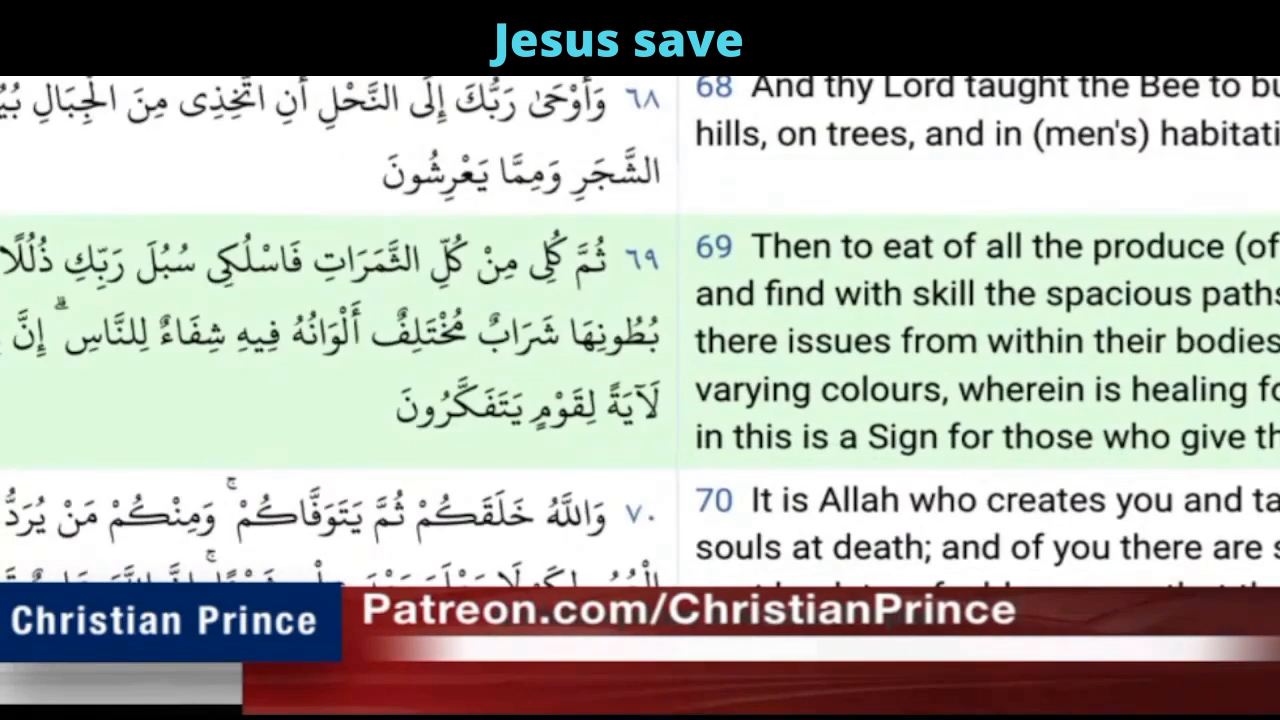 Jesus save
٦٨ وَأَوْحَىٰ رَبُّكَ إِلَى النَّحْلِ أَنِ اتَّخِذِى مِنَ الْجِبَالِ
الشَّجَرِ وَمِمَّا يَعْرِشُونَ
68 And thy Lord taught the Bee to bu
hills, on trees, and in (men's) habitati
٦٩ ثُمَّ كُلِى مِنْ كُلِّ الثَّمَرَاتِ فَاسْلُكِى سُبُلَ رَبِّكِ ذُلُلًا
بُطُونِهَا شَرَابٌ مُخْتَلِفٌ أَلْوَانُهُ فِيهِ شِفَاءٌ لِلنَّاسِ ۗ إِنَّ
لَآيَةً لِقَوْمٍ يَتَفَكَّرُونَ
69 Then to eat of all the produce (of
and find with skill the spacious paths
there issues from within their bodies
varying colours, wherein is healing fo
in this is a Sign for those who give th
٧٠ وَاللَّهُ خَلَقَكُمْ ثُمَّ يَتَوَفَّاكُمْ ۚ وَمِنْكُمْ مَنْ يُرَدُّ
70 It is Allah who creates you and ta
souls at death; and of you there are s
Christian Prince
Patreon.com/ChristianPrince